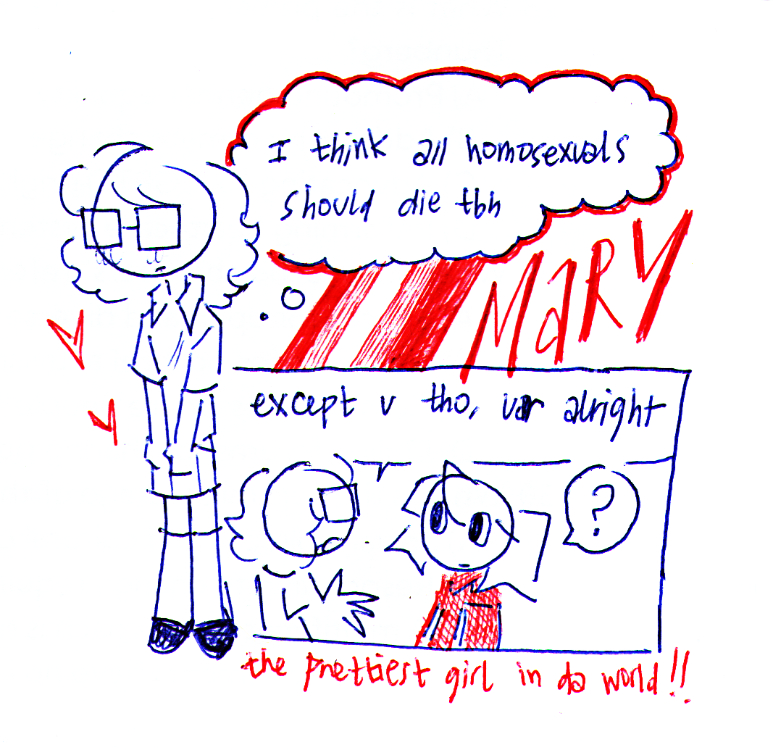 I think all homosexuals
should die tbh
MARY
except v tho, ur alright
?
the prettiest girl in da world!!